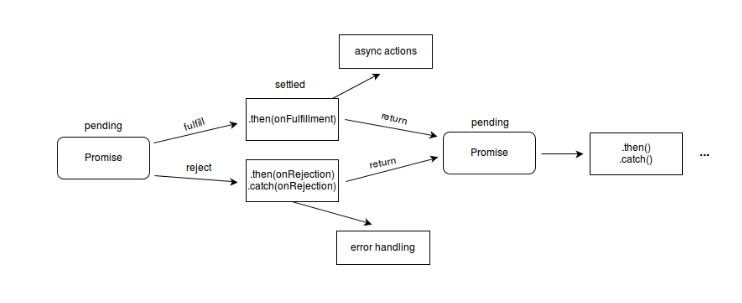 async actions
settled
pending
fulfill
.then(onFulfillment)
return
pending
Promise
Promise
.then()
.catch()
...
reject
.then(onRejection)
.catch(onRejection)
return
error handling